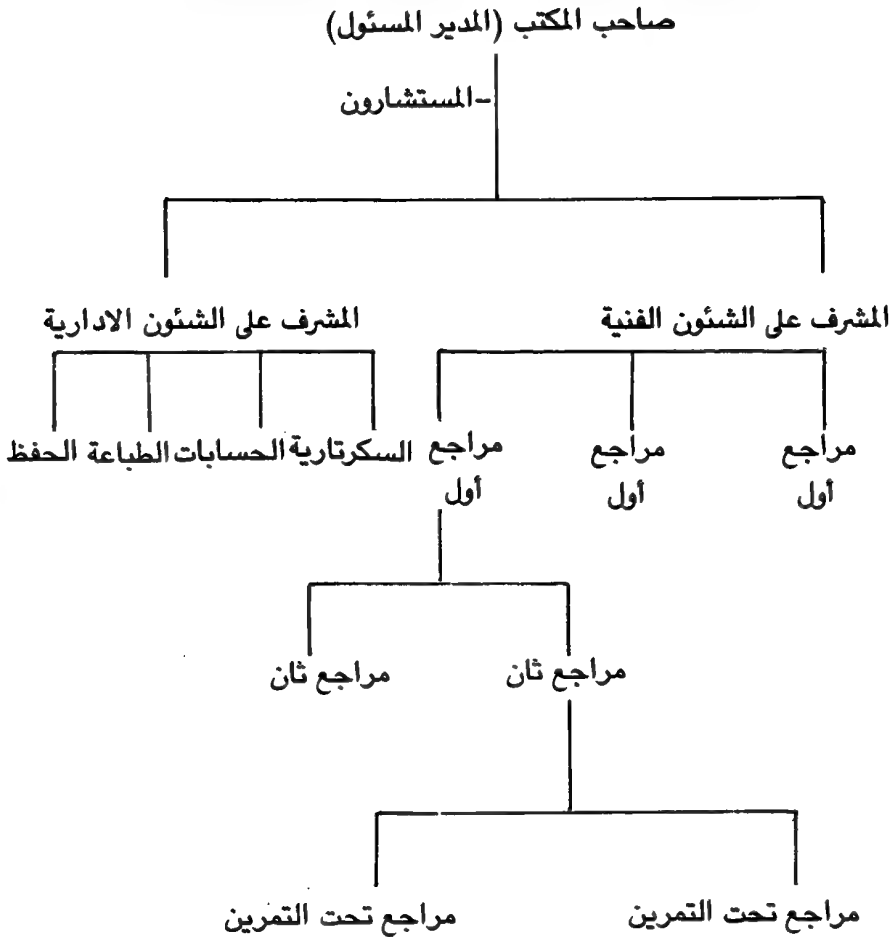 صاحب المكتب (المدير المسئول)
-المستشارون
المشرف على الشئون الفنية
المشرف على الشئون الادارية
مراجع أول
مراجع أول
مراجع أول
السكرتارية
الحسابات
الطباعة
الحفظ
مراجع ثان
مراجع ثان
مراجع تحت التمرين
مراجع تحت التمرين